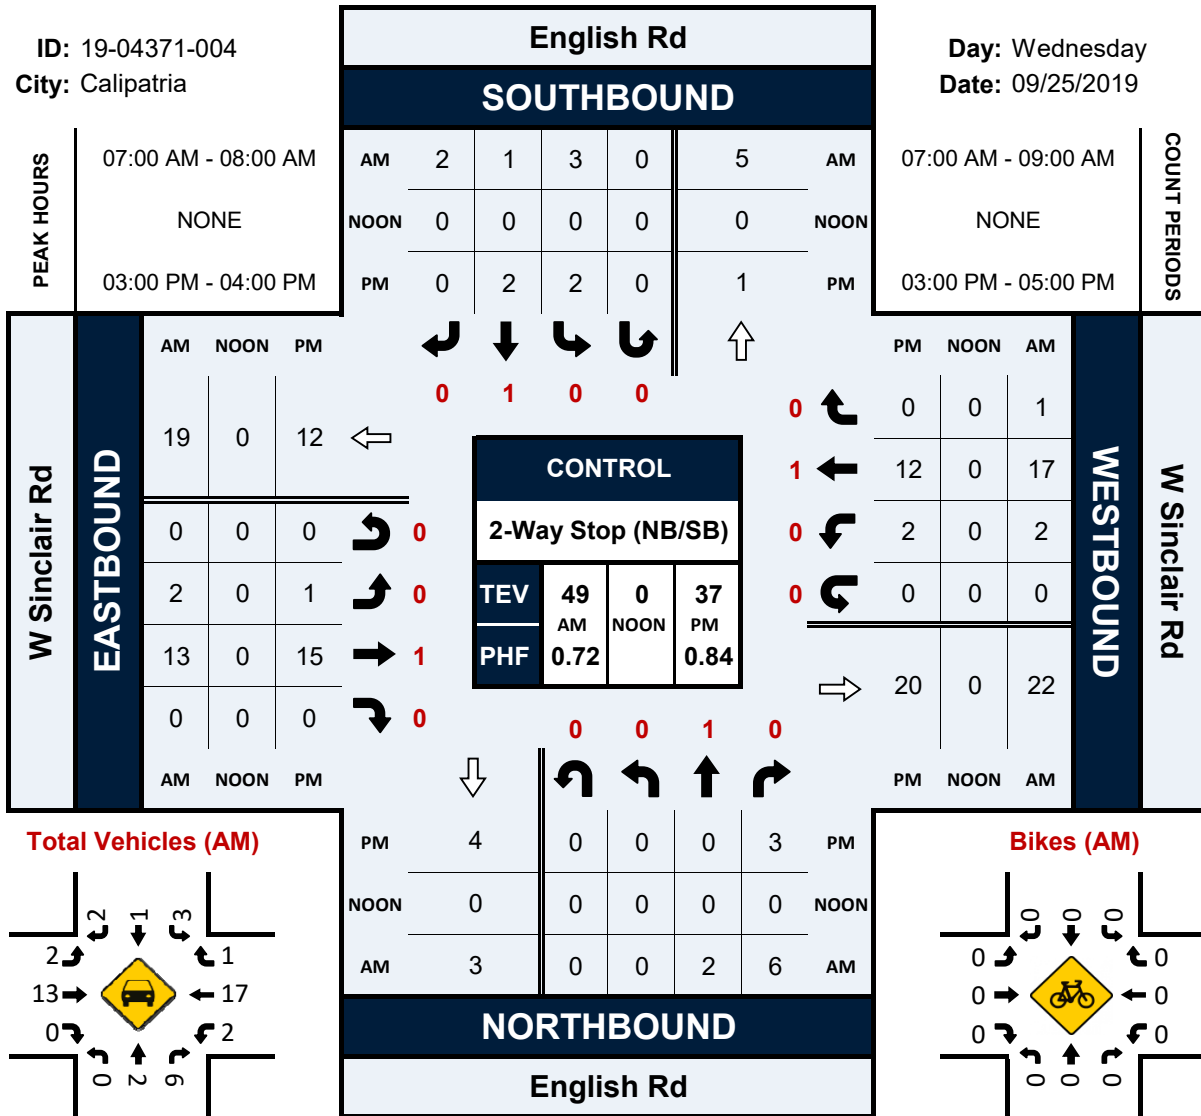 English Rd
SOUTHBOUND
ID: 19-04371-004
City: Calipatria
Day: Wednesday
Date: 09/25/2019
PEAK HOURS
07:00 AM - 08:00 AM
NONE
03:00 PM - 04:00 PM
AM 2 1 3 0 5 AM
NOON 0 0 0 0 0 NOON
PM 0 2 2 0 1 PM
07:00 AM - 09:00 AM
NONE
03:00 PM - 05:00 PM
COUNT PERIODS
0 1 0 0
W Sinclair Rd
EASTBOUND
AM NOON PM
19 0 12
0 0 0 0
2 0 1 0
13 0 15 1
0 0 0 0
AM NOON PM
CONTROL
2-Way Stop (NB/SB)
TEV 49 0 37
AM NOON PM
PHF 0.72 0.84
PM NOON AM
0 0 0 1
1 12 0 17
0 2 0 2
0 0 0 0
20 0 22
PM NOON AM
WESTBOUND
W Sinclair Rd
0 0 1 0
PM 4 0 0 0 3 PM
NOON 0 0 0 0 0 NOON
AM 3 0 0 2 6 AM
NORTHBOUND
English Rd
Total Vehicles (AM)
2 1 3
2 1
13 17
0 2
0 2 6
Bikes (AM)
0 0 0
0 0
0 0
0 0
0 0 0